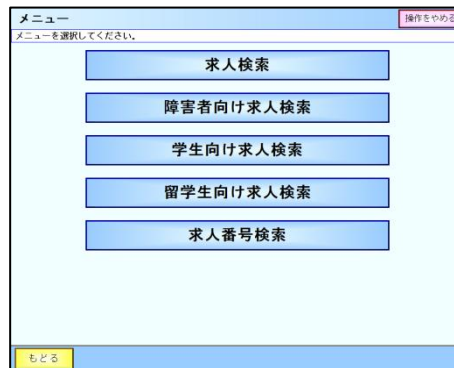 メニュー
操作をやめる
メニューを選択してください。
求人検索
障害者向け求人検索
学生向け求人検索
留学生向け求人検索
求人番号検索
もどる